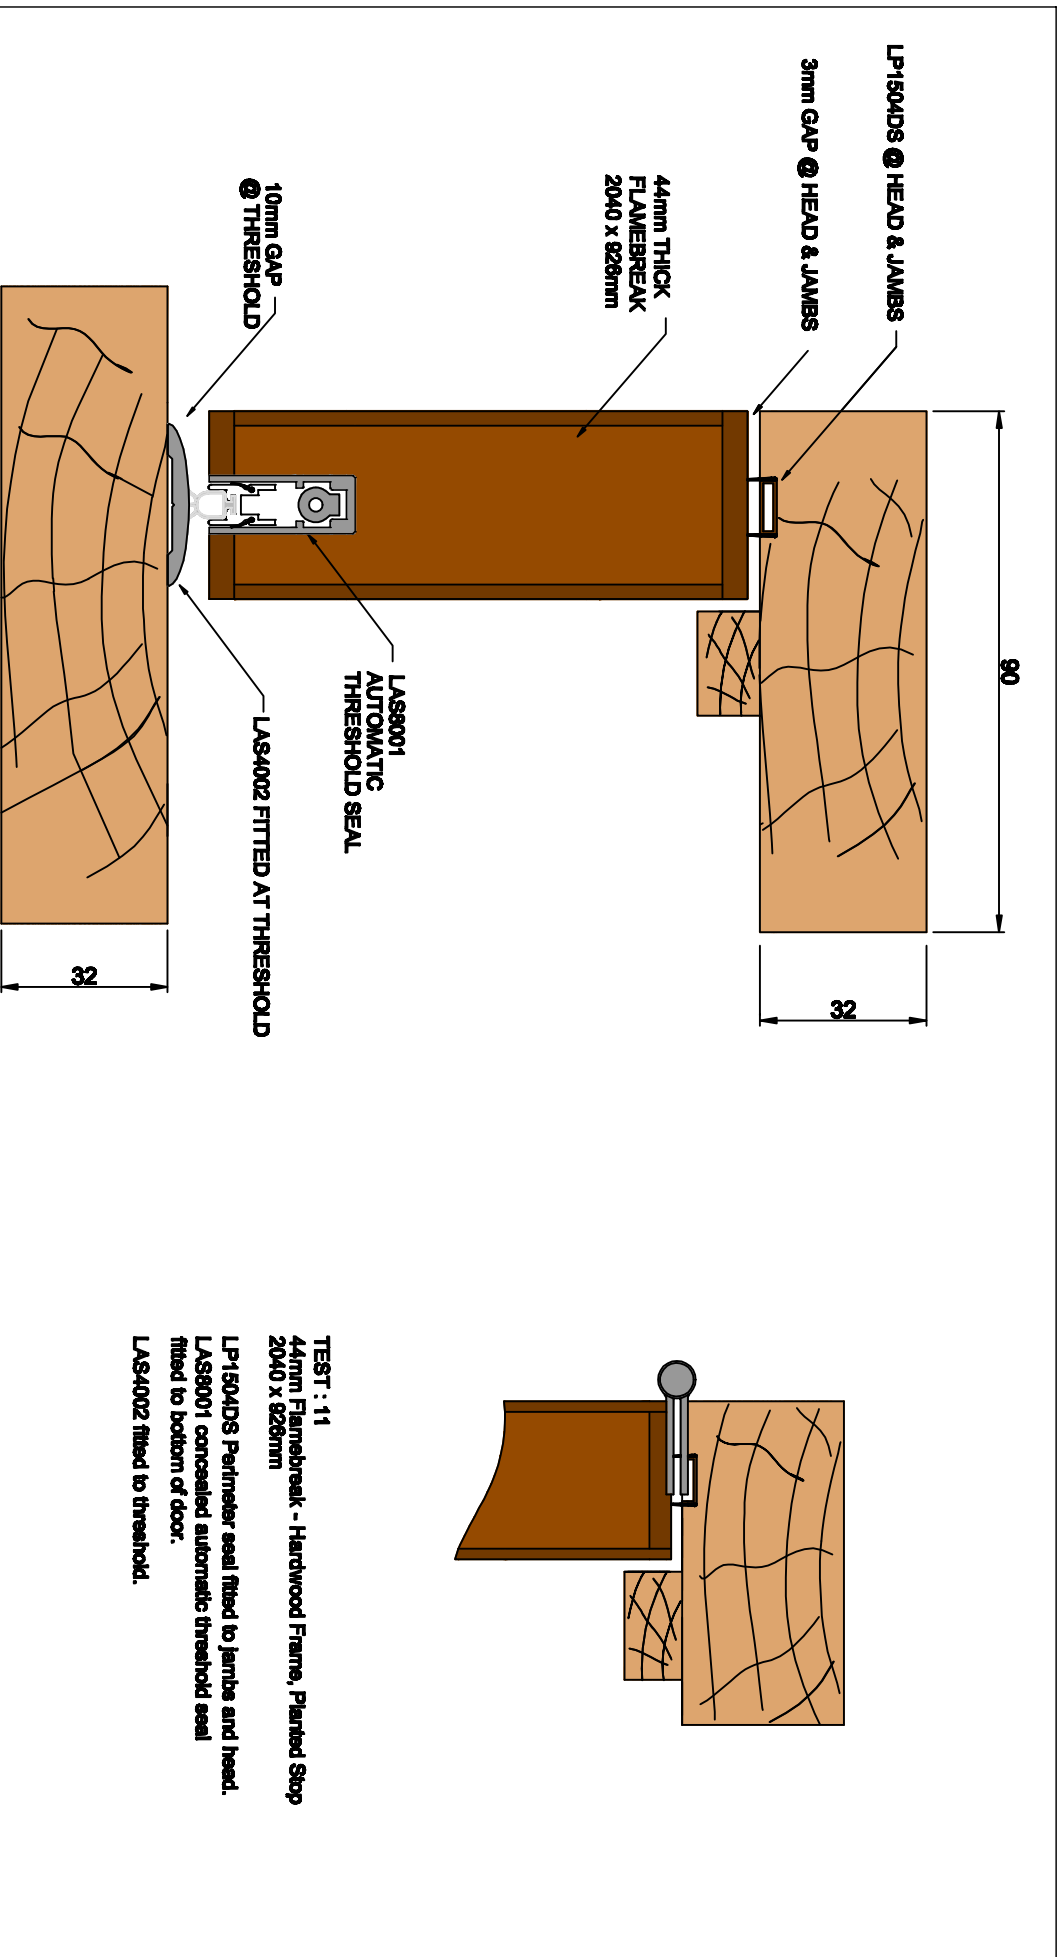 LP1504DS @ HEAD & JAMBS
3mm GAP @ HEAD & JAMBS
44mm THICK
FLAMEBREAK
2040 x 926mm
10mm GAP
@ THRESHOLD
90
32
LAS8001
AUTOMATIC
THRESHOLD SEAL
LAS4002 FITTED AT THRESHOLD
32
TEST : 11
44mm Flamebreak - Hardwood Frame, Planted Stop
2040 x 926mm
LP1504DS Perimeter seal fitted to jambs and head.
LAS8001 concealed automatic threshold seal
fitted to bottom of door.
LAS4002 fitted to threshold.